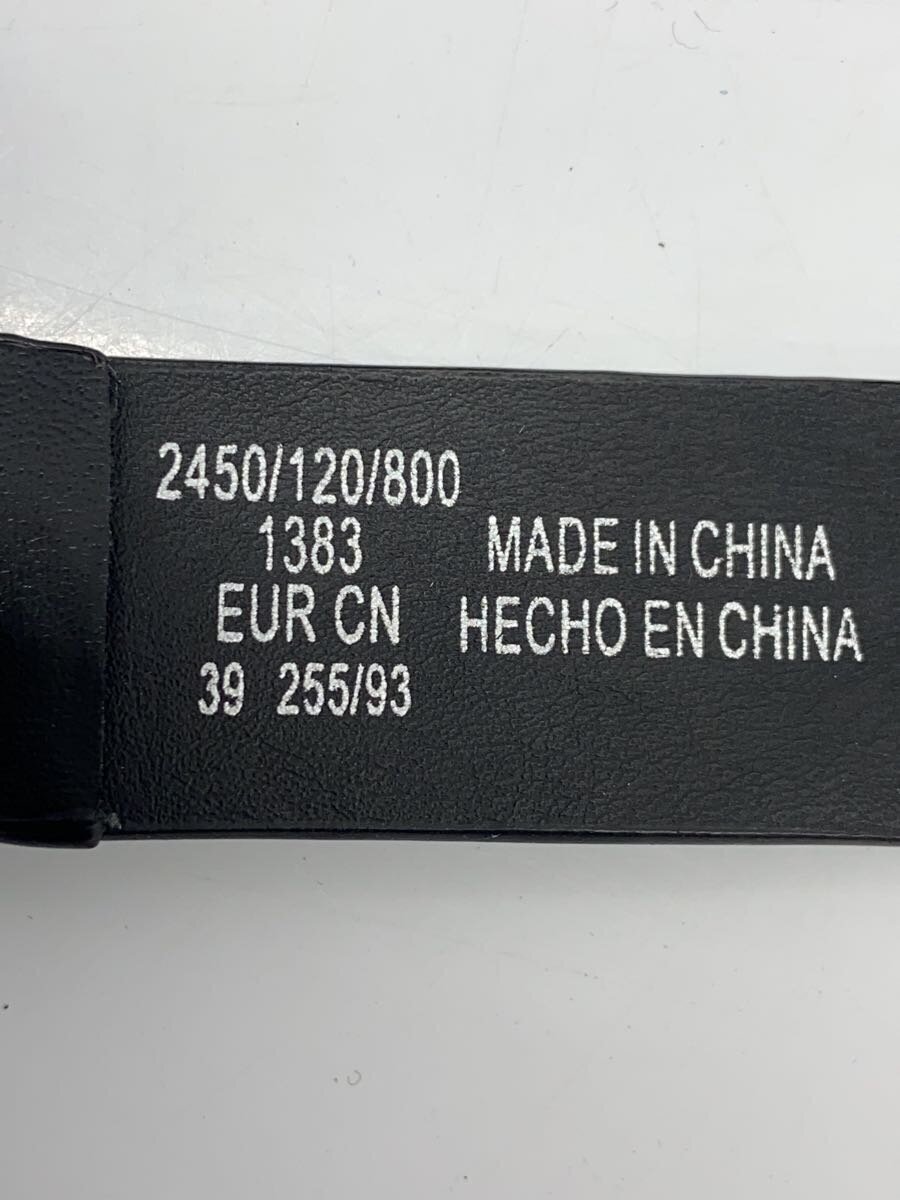 2450/120/800
1383
EUR CN
39 255/93
MADE IN CHINA
HECHO EN CHINA